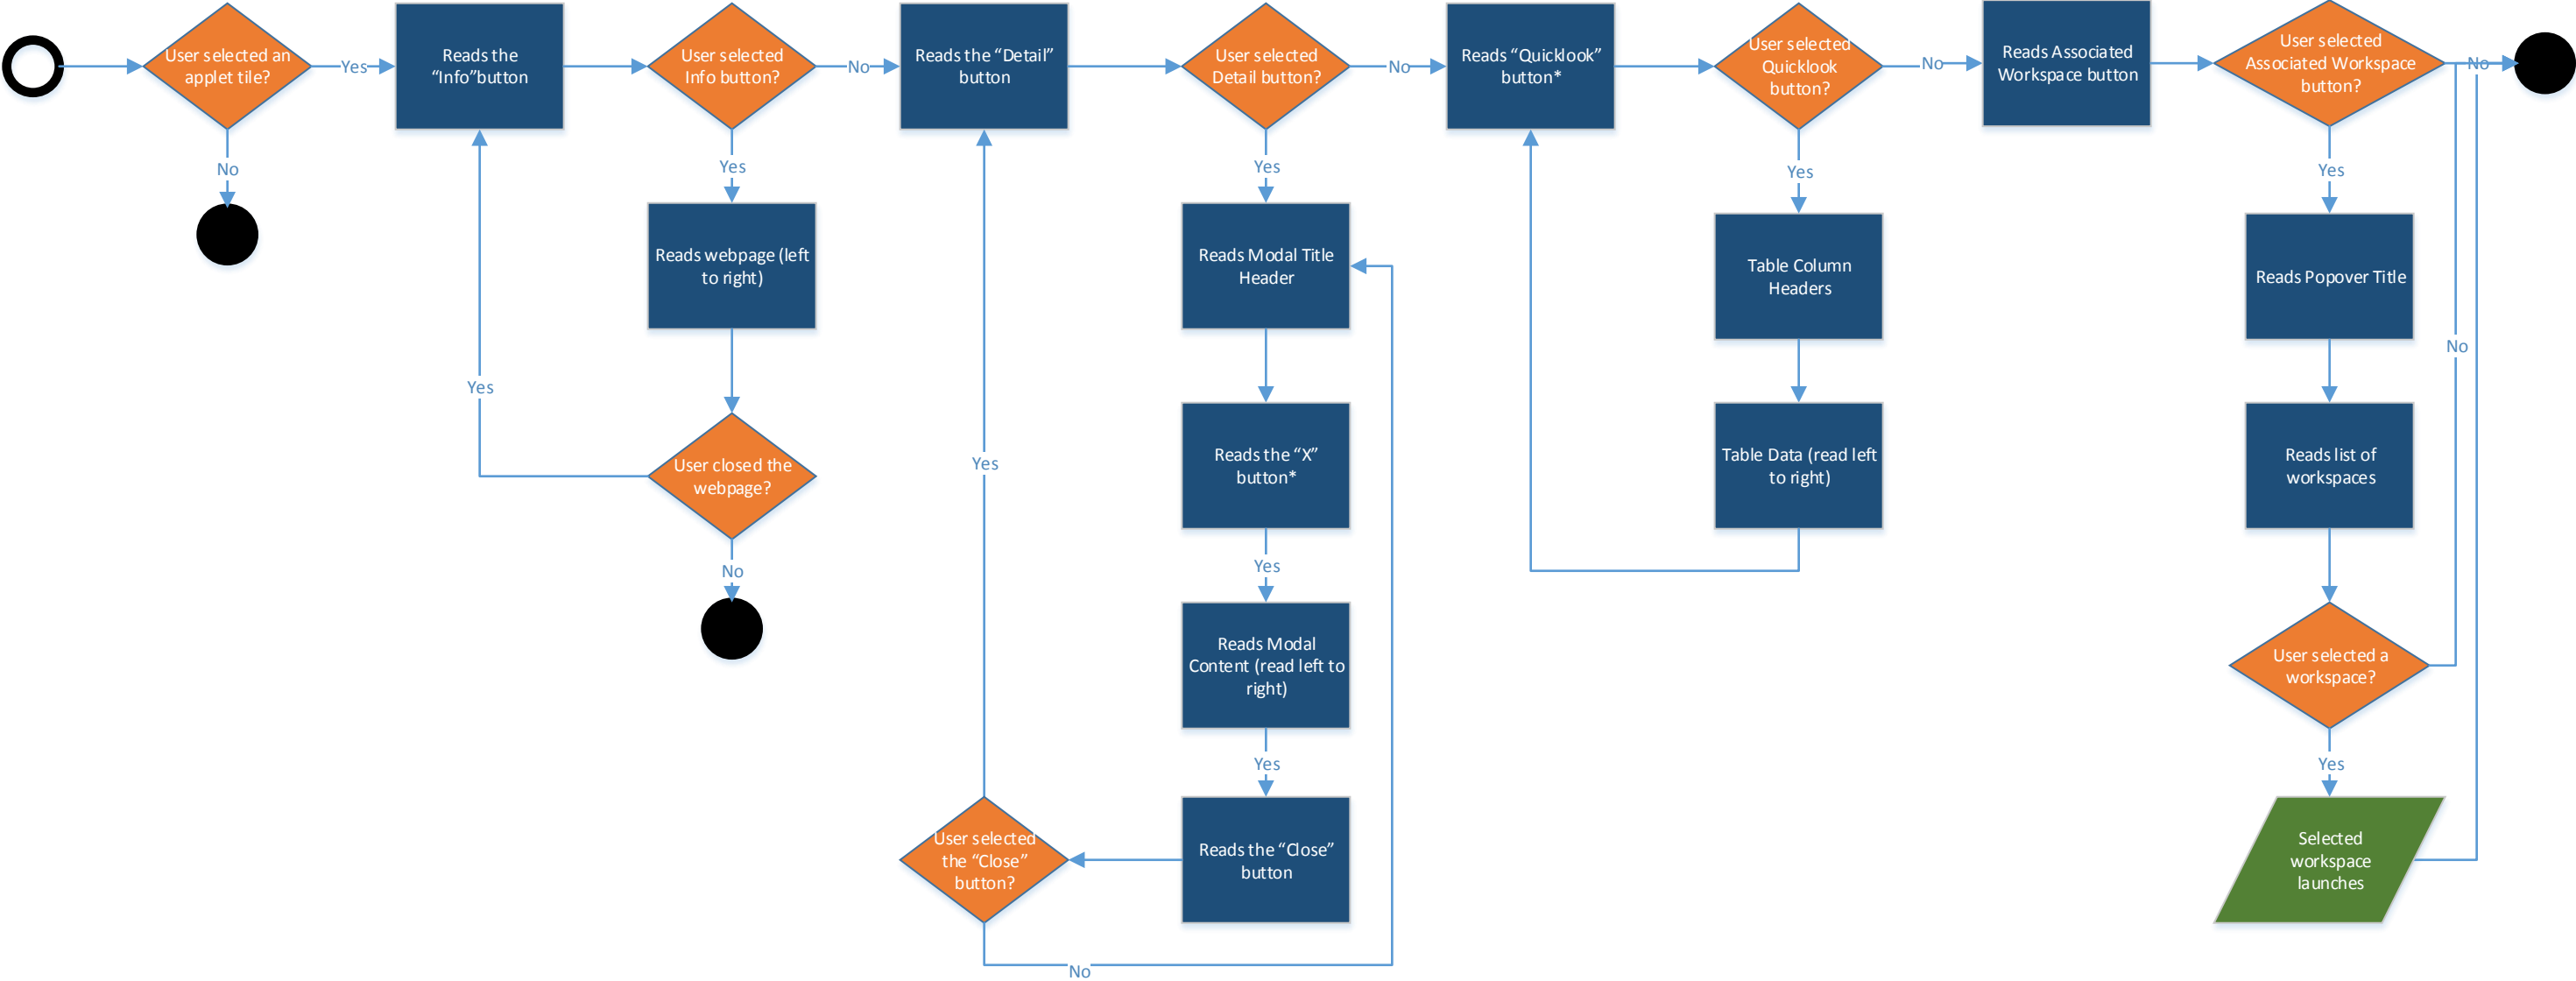 User selected an
applet tile?
Yes
No
Reads the
“Info”button
Yes
User selected
Info button?
No
Yes
Reads webpage (left
to right)
User closed the
webpage?
No
Reads the “Detail”
button
Yes
User selected
Detail button?
No
Yes
Reads Modal Title
Header
Reads the “X”
button*
Yes
Reads Modal
Content (read left to
right)
Yes
Reads the “Close”
button
User selected
the “Close”
button?
No
Reads “Quicklook”
button*
User selected
Quicklook
button?
No
Yes
Table Column
Headers
Table Data (read left
to right)
Reads Associated
Workspace button
User selected
Associated Workspace
button?
No
Yes
Reads Popover Title
Reads list of
workspaces
User selected a
workspace?
No
Yes
Selected
workspace
launches